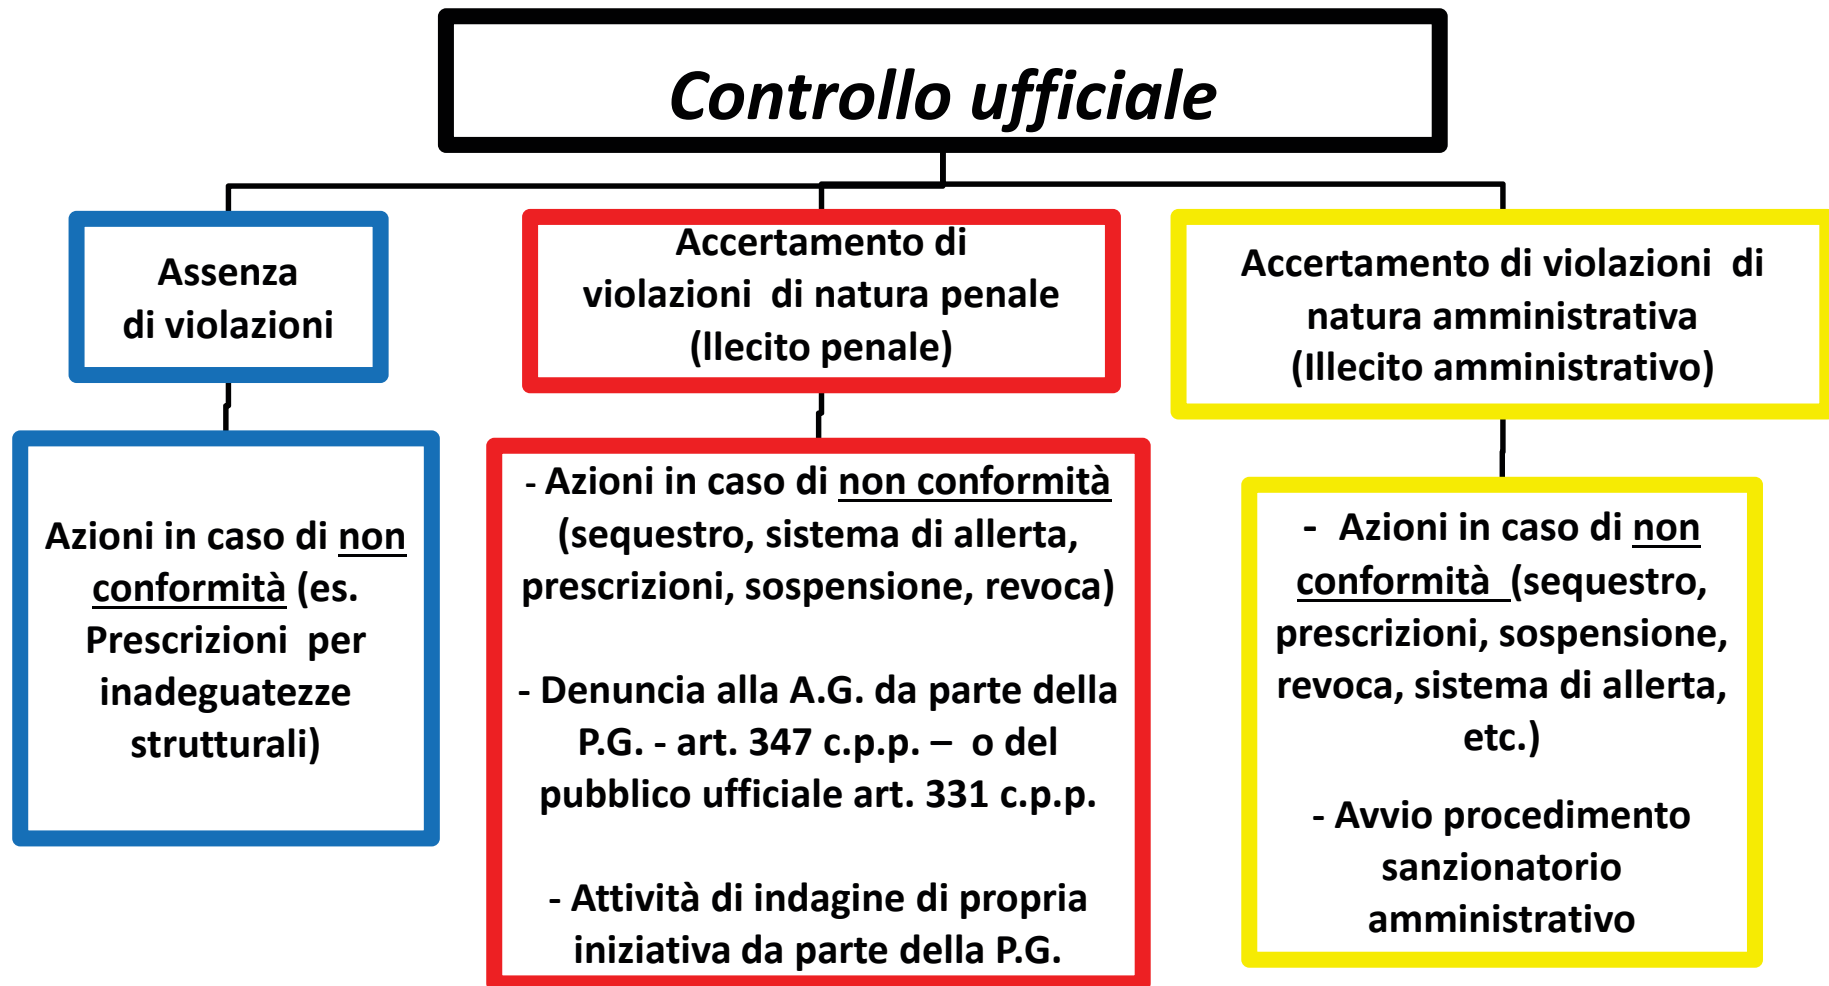 Controllo ufficiale
Assenza
di violazioni
Accertamento di
violazioni di natura penale
(llecito penale)
Accertamento di violazioni di
natura amministrativa
(Illecito amministrativo)
Azioni in caso di non
conformità (es.
Prescrizioni per
inadeguatezze
strutturali)
- Azioni in caso di non conformità
(sequestro, sistema di allerta,
prescrizioni, sospensione, revoca)
- Denuncia alla A.G. da parte della
P.G. - art. 347 c.p.p. – o del
pubblico ufficiale art. 331 c.p.p.
- Attività di indagine di propria
iniziativa da parte della P.G.
- Azioni in caso di non
conformità (sequestro,
prescrizioni, sospensione,
revoca, sistema di allerta,
etc.)
- Avvio procedimento
sanzionatorio
amministrativo